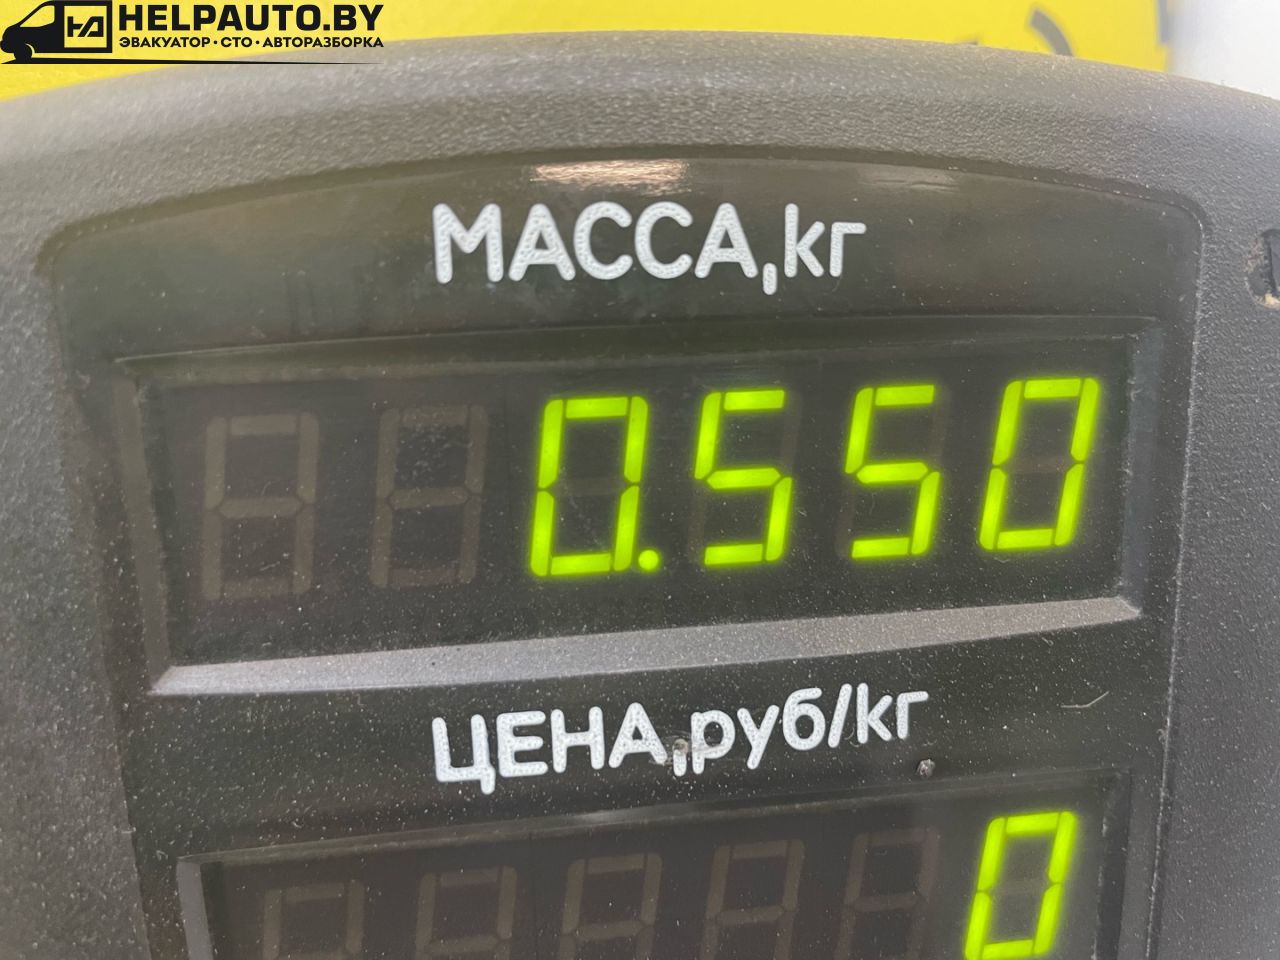 HELPAUTO.BY
ЭВАКУАТОР · СТО · АВТОРАЗБОРКА
МАССА,кг
0.550
ЦЕНА,руб/кг
0